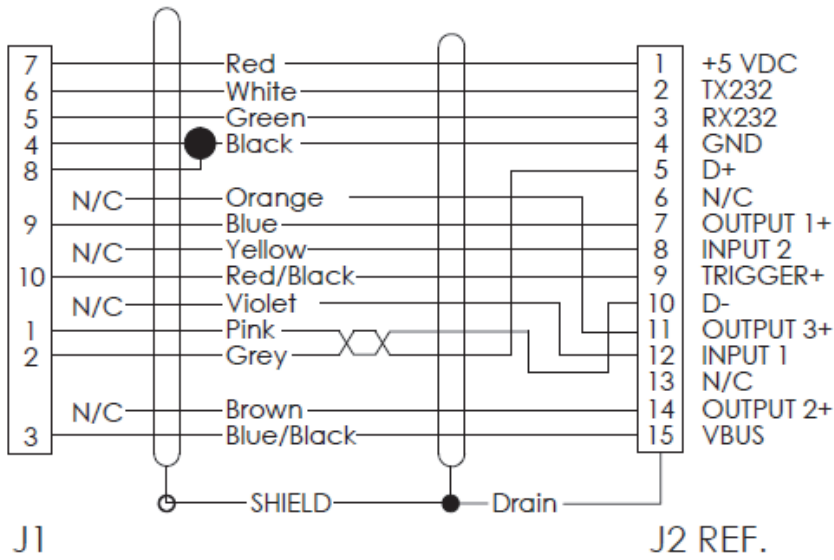 7 Red 1 +5 VDC
6 White 2 TX232
5 Green 3 RX232
4 Black 4 GND
8 5 D+
N/C Orange 6 N/C
9 Blue 7 OUTPUT 1+
N/C Yellow 8 INPUT 2
10 Red/Black 9 TRIGGER+
N/C Violet 10 D-
1 Pink 11 OUTPUT 3+
2 Grey 12 INPUT 1
13 N/C
N/C Brown 14 OUTPUT 2+
3 Blue/Black 15 VBUS
SHIELD Drain
J1 J2 REF.